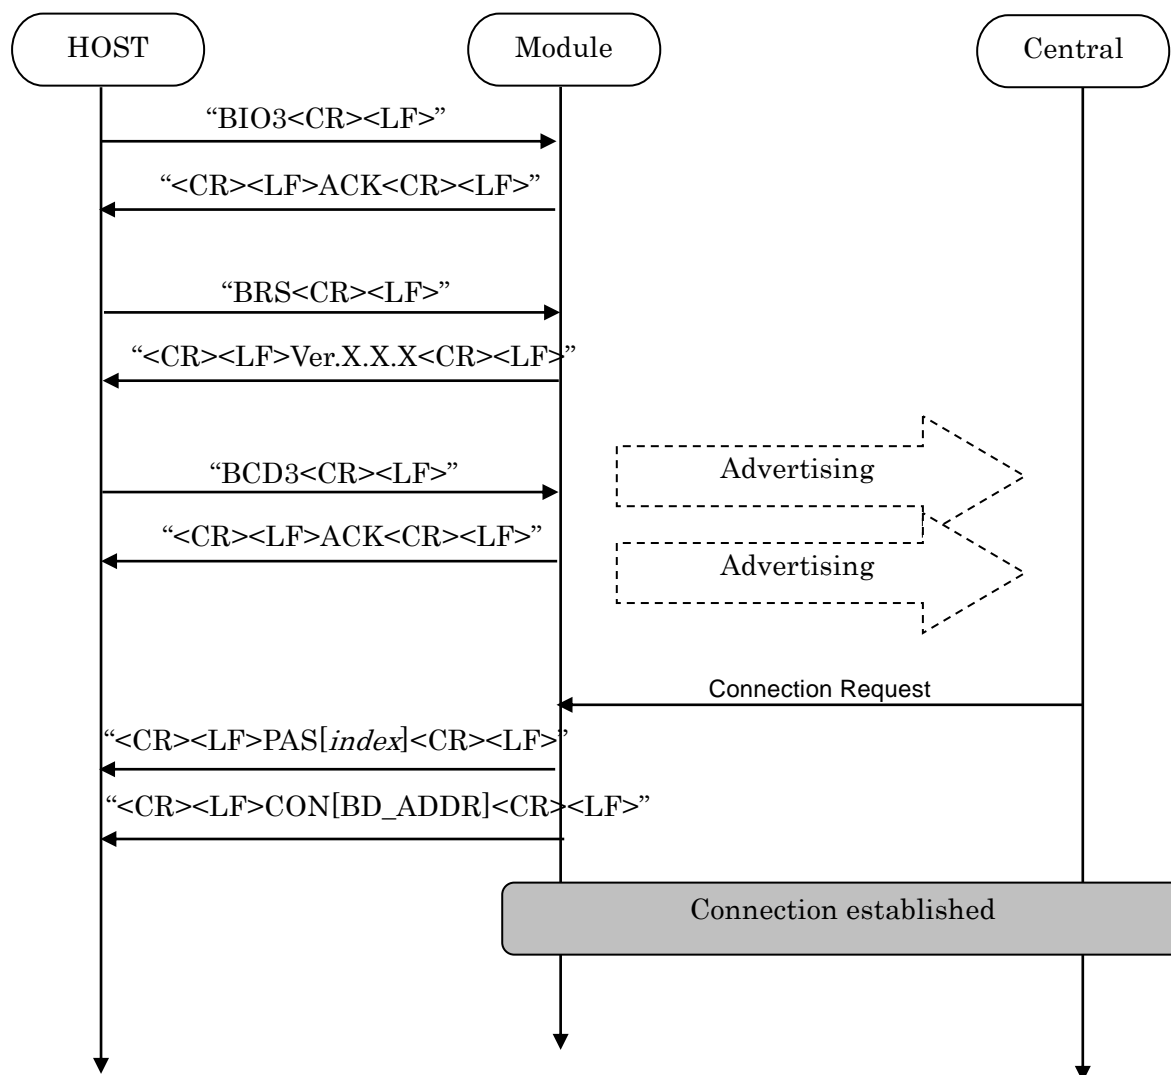 HOST
Module
Central
“BIO3<CR><LF>”
“<CR><LF>ACK<CR><LF>”
“BRS<CR><LF>”
“<CR><LF>Ver.X.X.X<CR><LF>”
“BCD3<CR><LF>”
Advertising
“<CR><LF>ACK<CR><LF>”
Advertising
Connection Request
“<CR><LF>PAS[index]<CR><LF>”
“<CR><LF>CON[BD_ADDR]<CR><LF>”
Connection established